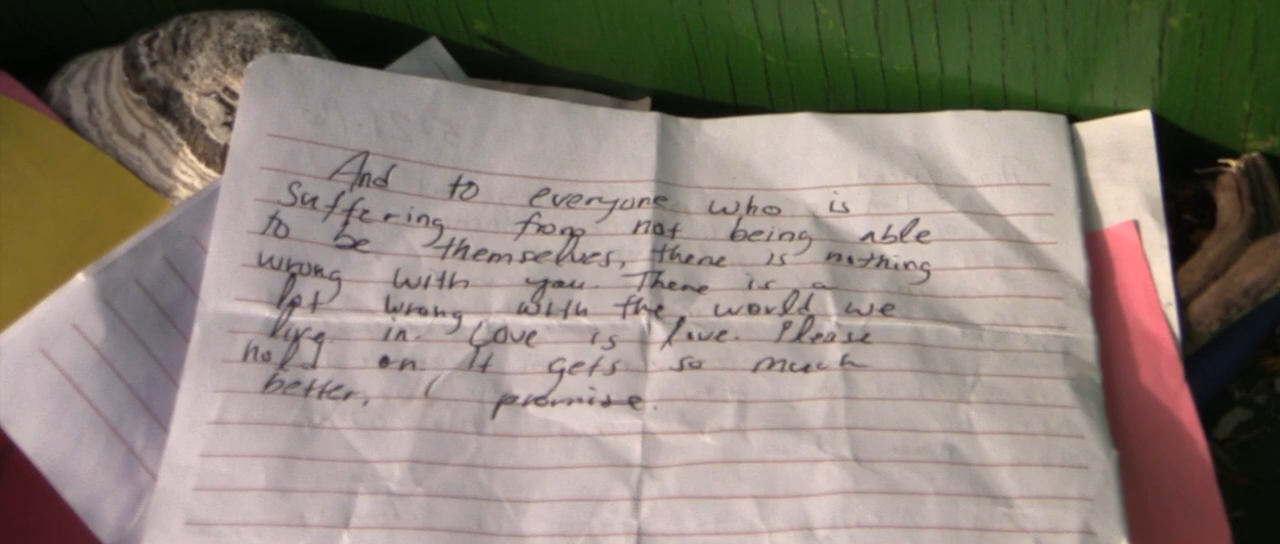 And to everyone who is
suffering from not being able
to be themselves, there is nothing
wrong with you. There is a
lot wrong with the world we
live in. Love is love. Please
hold on. It gets so much
better. I promise.